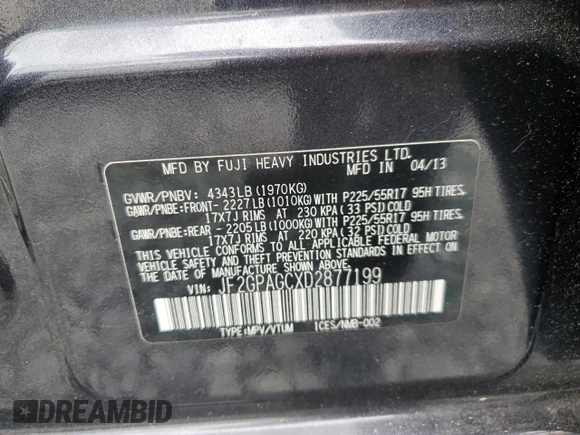 MFD BY FUJI HEAVY INDUSTRIES LTD.
MFD IN 04/13
GVWR/PNBV: 4343LB(1970KG)
GAWR/PNBE:FRONT-2227LB(1010KG)WITH P225/55R17 95H TIRES,
17X7J RIMS AT 230 KPA(33 PSI)COLD
GAWR/PNBE:REAR -2205LB(1000KG)WITH P225/55R17 95H TIRES,
17X7J RIMS AT 220 KPA(32 PSI)COLD
THIS VEHICLE CONFORMS TO ALL APPLICABLE FEDERAL MOTOR
VEHICLE SAFETY, BUMPER, AND THEFT PREVENTION STANDARDS
IN EFFECT ON THE DATE OF MANUFACTURE SHOWN ABOVE.
VIN: JF2GPAGCXD2877199
TYPE:MPV/VTUM ICES/NMB-002
DREAMBID